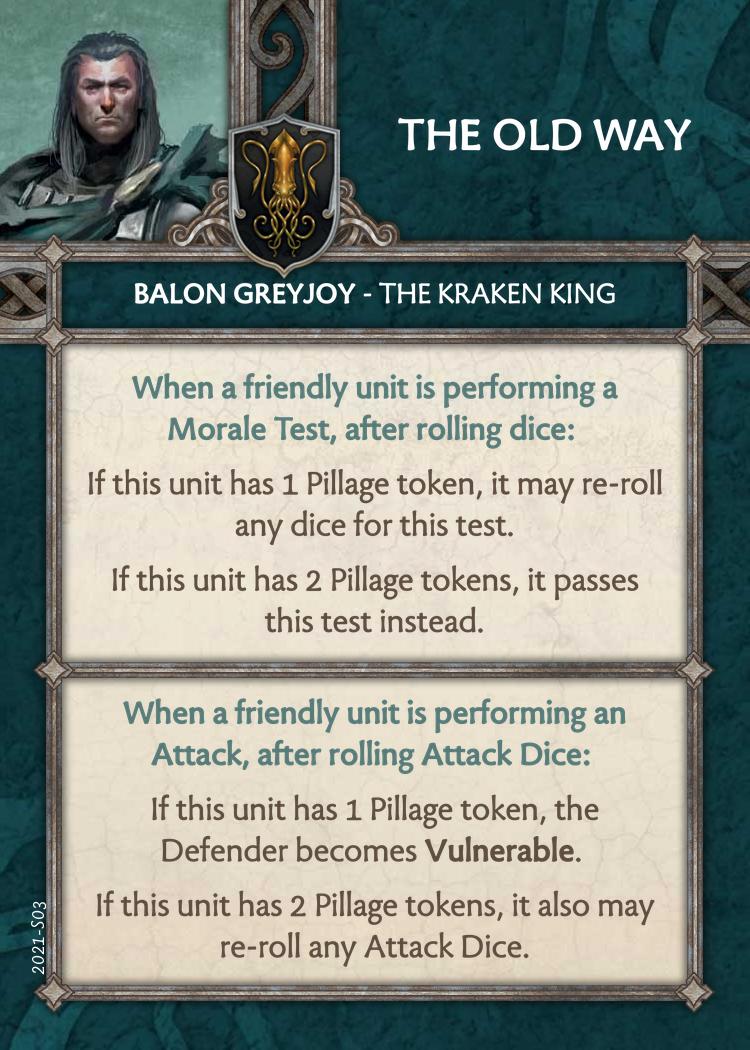 THE OLD WAY
BALON GREYJOY - THE KRAKEN KING
When a friendly unit is performing a
Morale Test, after rolling dice:
If this unit has 1 Pillage token, it may re-roll
any dice for this test.
If this unit has 2 Pillage tokens, it passes
this test instead.
When a friendly unit is performing an
Attack, after rolling Attack Dice:
If this unit has 1 Pillage token, the
Defender becomes Vulnerable.
If this unit has 2 Pillage tokens, it also may
re-roll any Attack Dice.
2021-S03